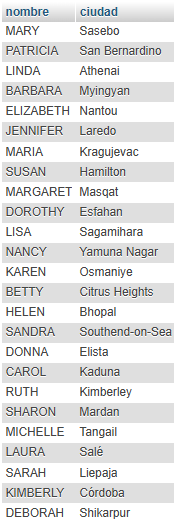 nombre ciudad
MARY Sasebo
PATRICIA San Bernardino
LINDA Athenai
BARBARA Myingyan
ELIZABETH Nantou
JENNIFER Laredo
MARIA Kragujevac
SUSAN Hamilton
MARGARET Masqat
DOROTHY Esfahan
LISA Sagamihara
NANCY Yamuna Nagar
KAREN Osmaniye
BETTY Citrus Heights
HELEN Bhopal
SANDRA Southend-on-Sea
DONNA Elista
CAROL Kaduna
RUTH Kimberley
SHARON Mardan
MICHELLE Tangail
LAURA Salé
SARAH Liepaja
KIMBERLY Córdoba
DEBORAH Shikarpur